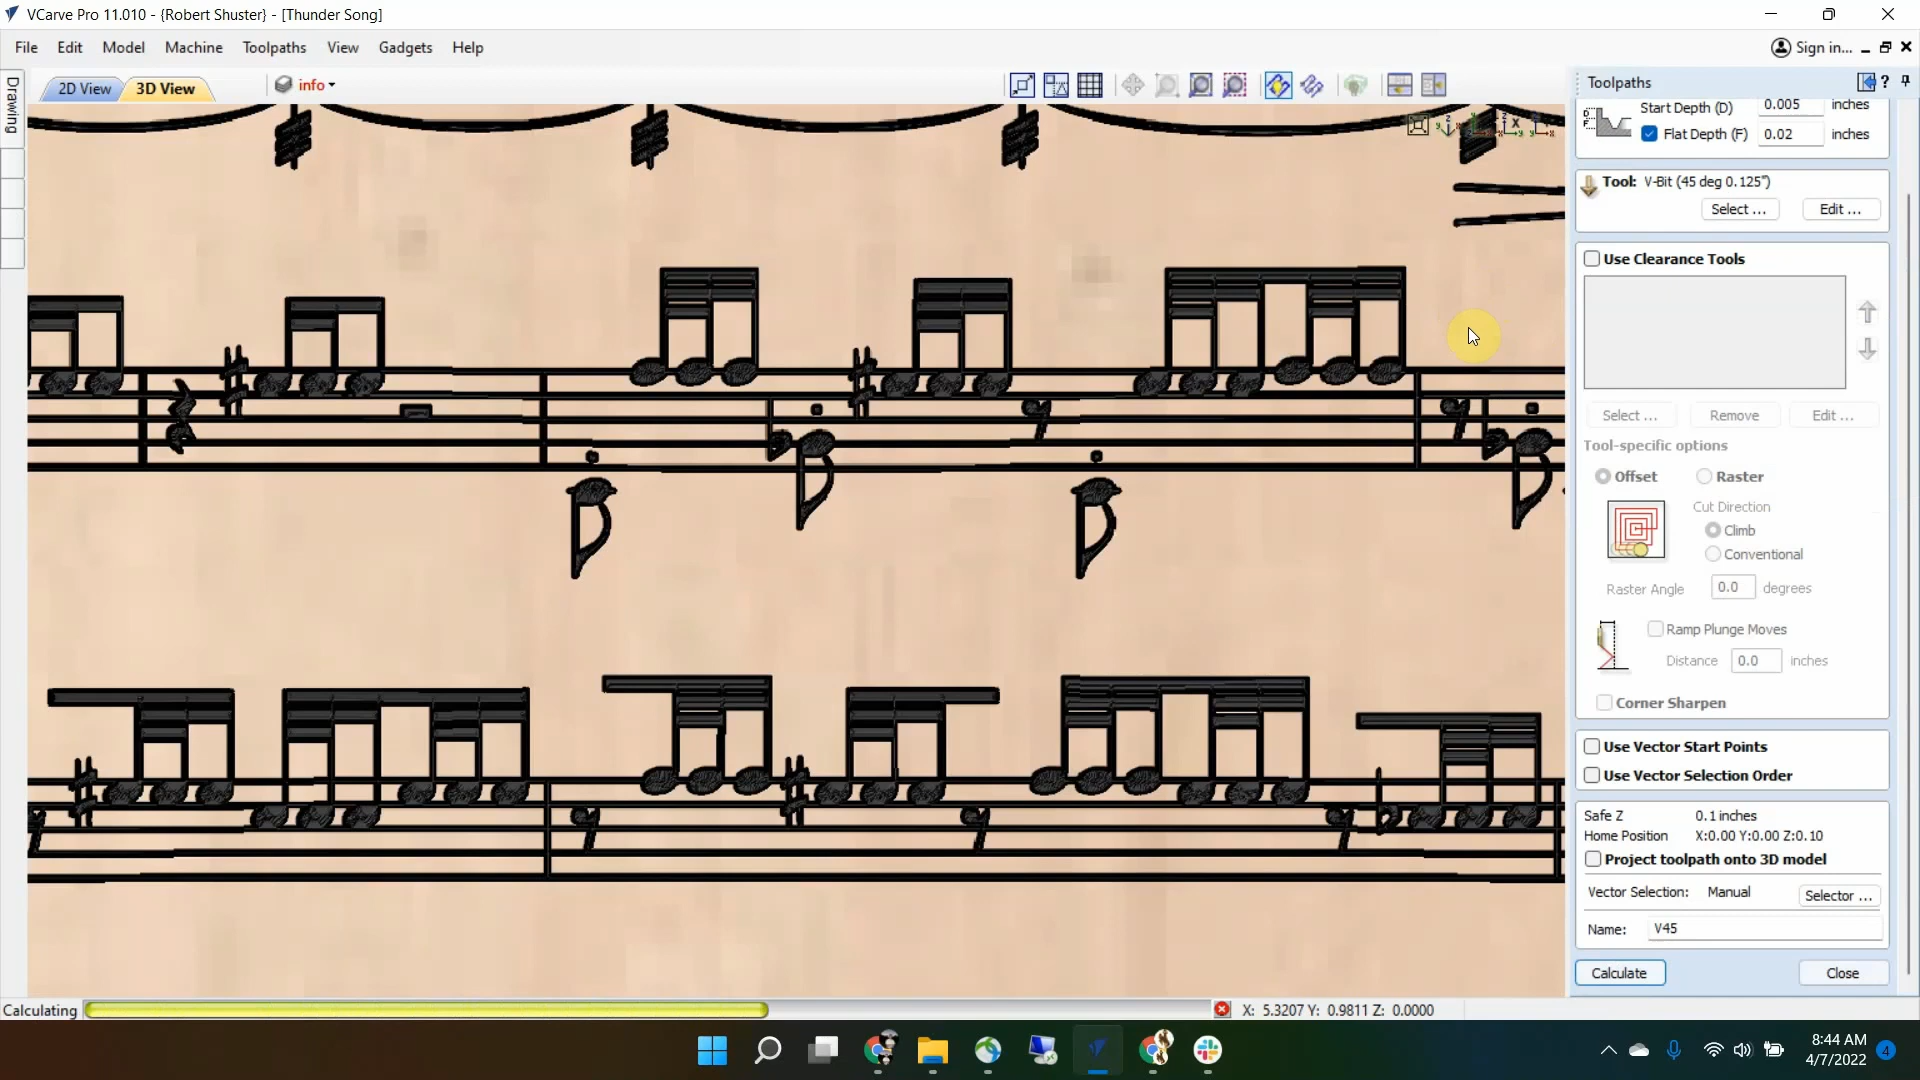 VCarve Pro 11.010 - {Robert Shuster} - [Thunder Song]
File Edit Model Machine Toolpaths View Gadgets Help
Sign in...
Drawing
2D View 3D View info
Toolpaths
Start Depth (D) 0.005 inches
Flat Depth (F) 0.02 inches
Tool: V-Bit (45 deg 0.125")
Select ... Edit ...
Use Clearance Tools
Select ... Remove Edit ...
Tool-specific options
Offset Raster
Cut Direction
Climb
Conventional
Raster Angle 0.0 degrees
Ramp Plunge Moves
Distance 0.0 inches
Corner Sharpen
Use Vector Start Points
Use Vector Selection Order
Safe Z 0.1 inches
Home Position X:0.00 Y:0.00 Z:0.10
Project toolpath onto 3D model
Vector Selection: Manual Selector ...
Name: V45
Calculate Close
Calculating X: 5.3207 Y: 0.9811 Z: 0.0000
8:44 AM
4/7/2022
4